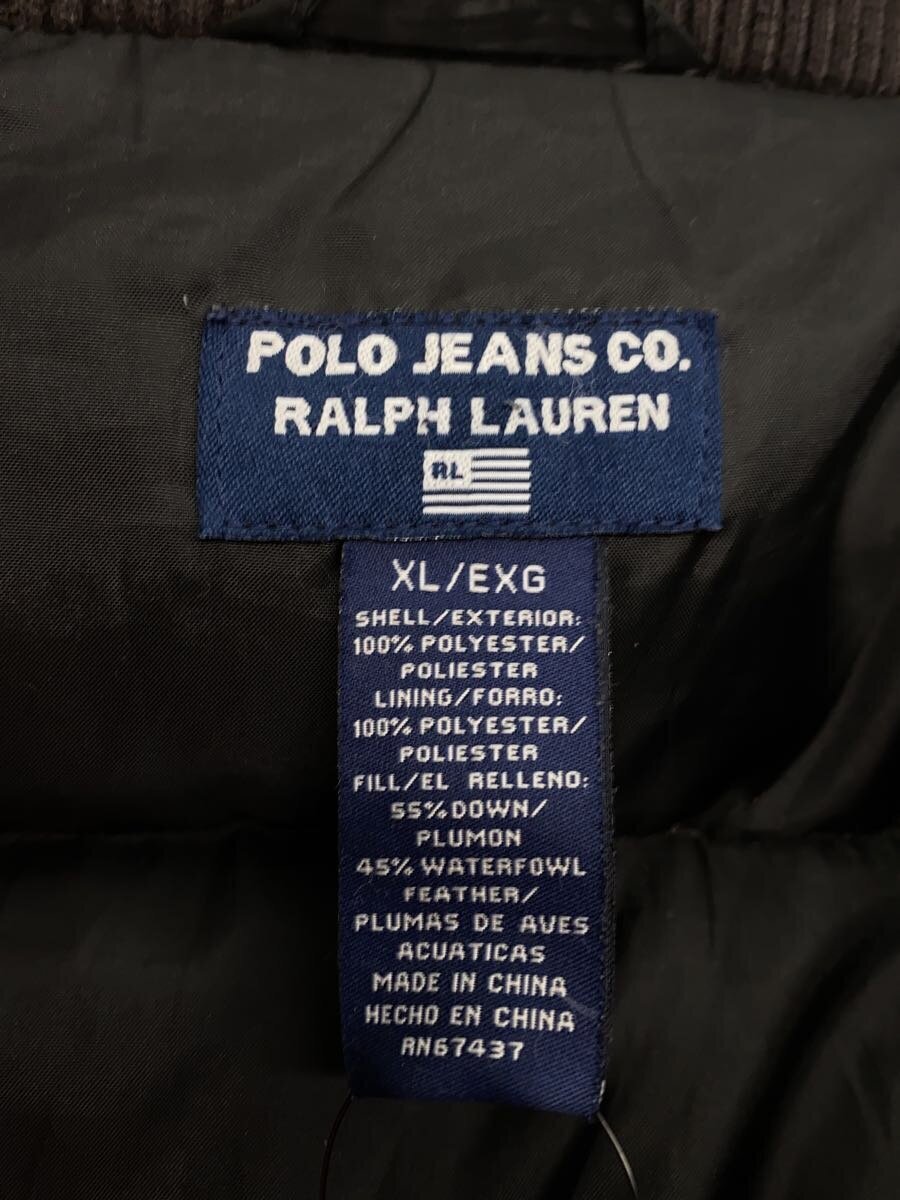 POLO JEANS CO.
RALPH LAUREN
RL
XL/EXG
SHELL/EXTERIOR:
100% POLYESTER/
POLIESTER
LINING/FORRO:
100% POLYESTER/
POLIESTER
FILL/EL RELLENO:
55% DOWN/
PLUMON
45% WATERFOWL
FEATHER/
PLUMAS DE AVES
ACUATICAS
MADE IN CHINA
HECHO EN CHINA
RN67437